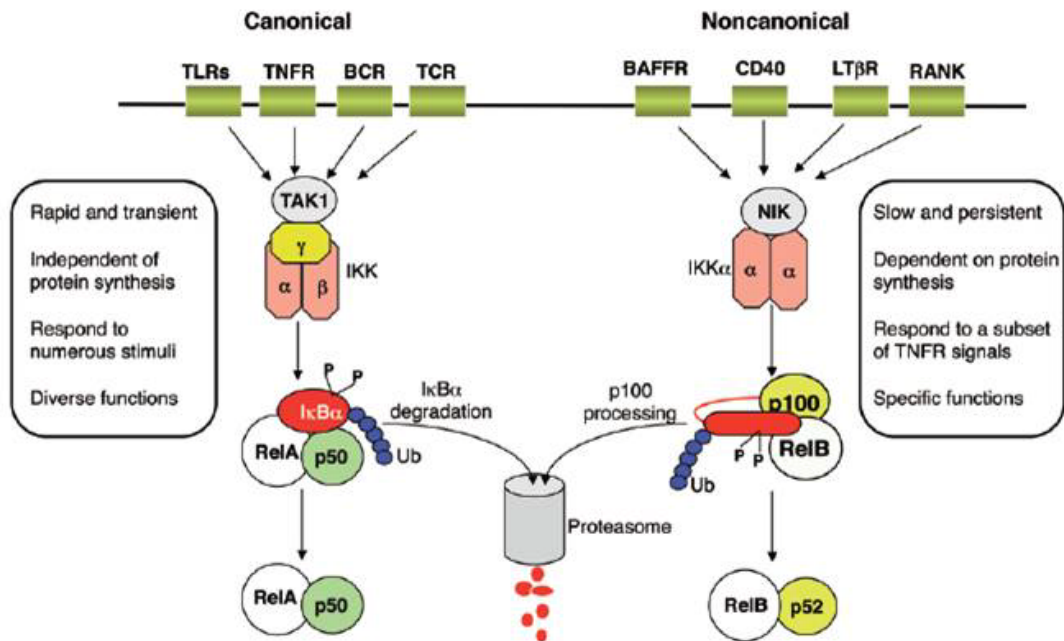 Canonical
Noncanonical
TLRs TNFR BCR TCR
BAFFR CD40 LTβR RANK
Rapid and transient
Independent of
protein synthesis
Respond to
numerous stimuli
Diverse functions
TAK1
γ
α β
IKK
NIK
IKKα
α α
Slow and persistent
Dependent on protein
synthesis
Respond to a subset
of TNFR signals
Specific functions
P P
IκBα
RelA p50
Ub
IκBα
degradation
p100
processing
p100
RelB
P P
Ub
Proteasome
RelA p50
RelB p52